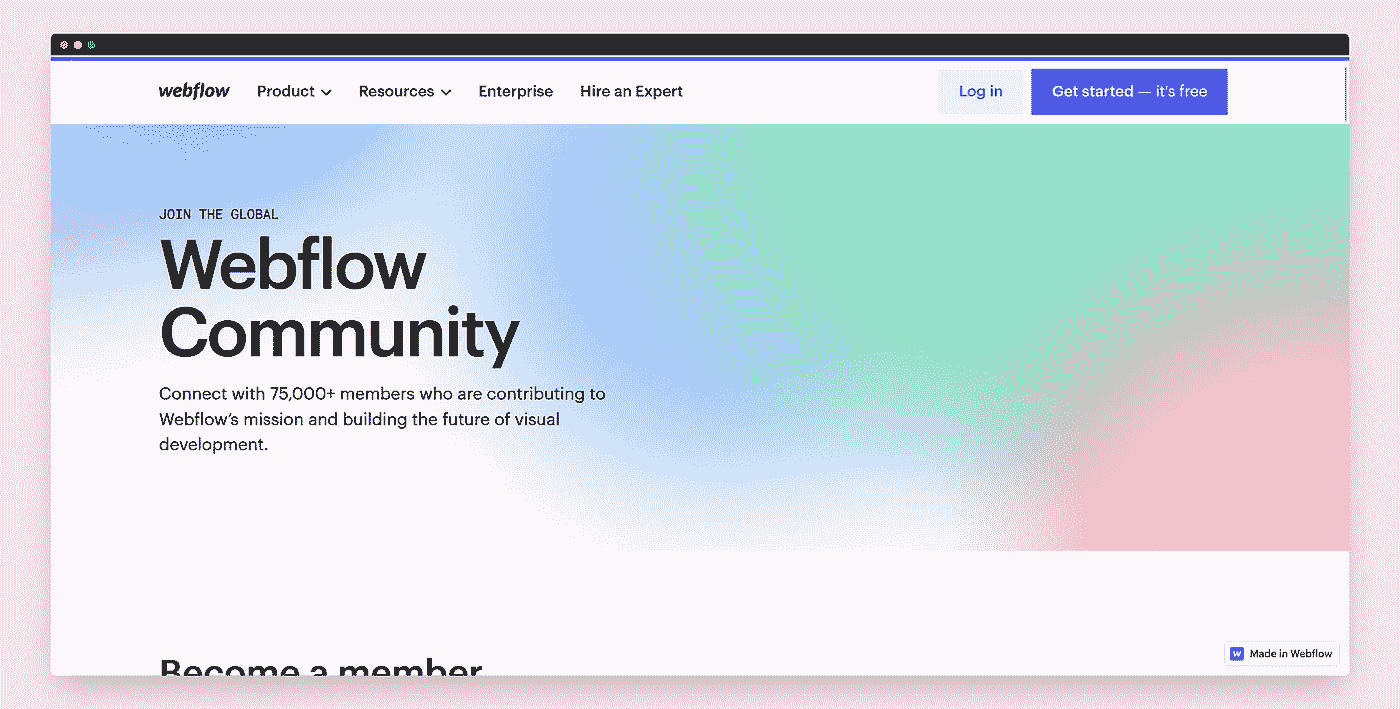 webflow Product Resources Enterprise Hire an Expert Log in Get started — it's free
JOIN THE GLOBAL
Webflow
Community
Connect with 75,000+ members who are contributing to
Webflow's mission and building the future of visual
development.
Become a member
W Made in Webflow